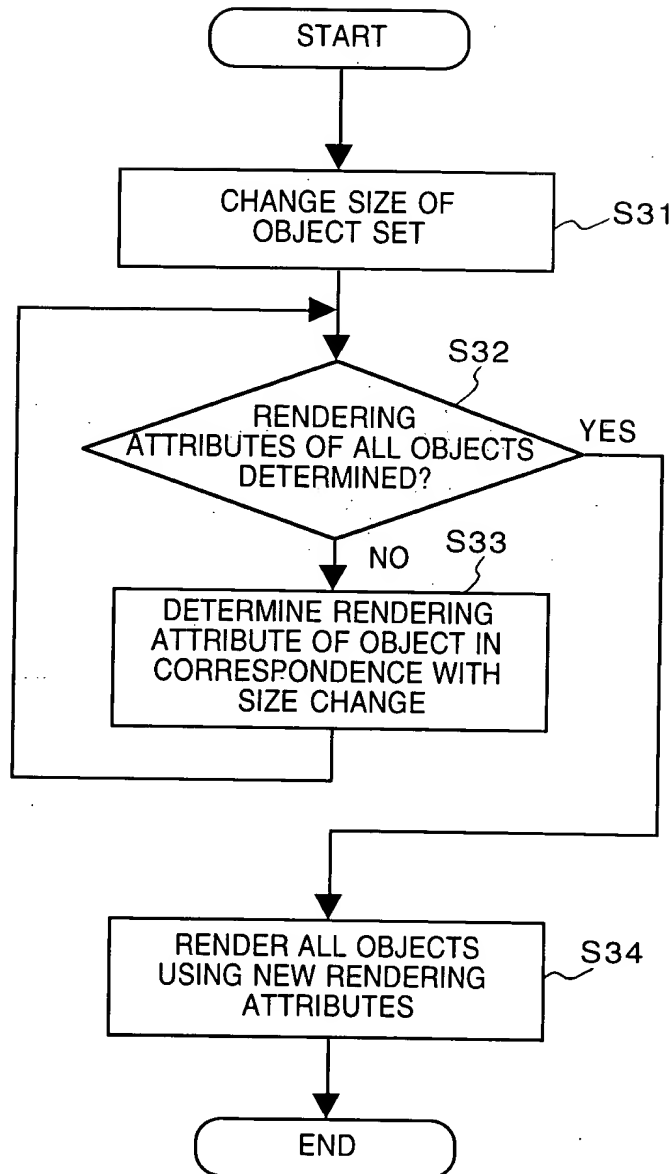 START
CHANGE SIZE OF
OBJECT SET
S31
S32
RENDERING
ATTRIBUTES OF ALL OBJECTS
DETERMINED?
YES
NO
S33
DETERMINE RENDERING
ATTRIBUTE OF OBJECT IN
CORRESPONDENCE WITH
SIZE CHANGE
RENDER ALL OBJECTS
USING NEW RENDERING
ATTRIBUTES
S34
END